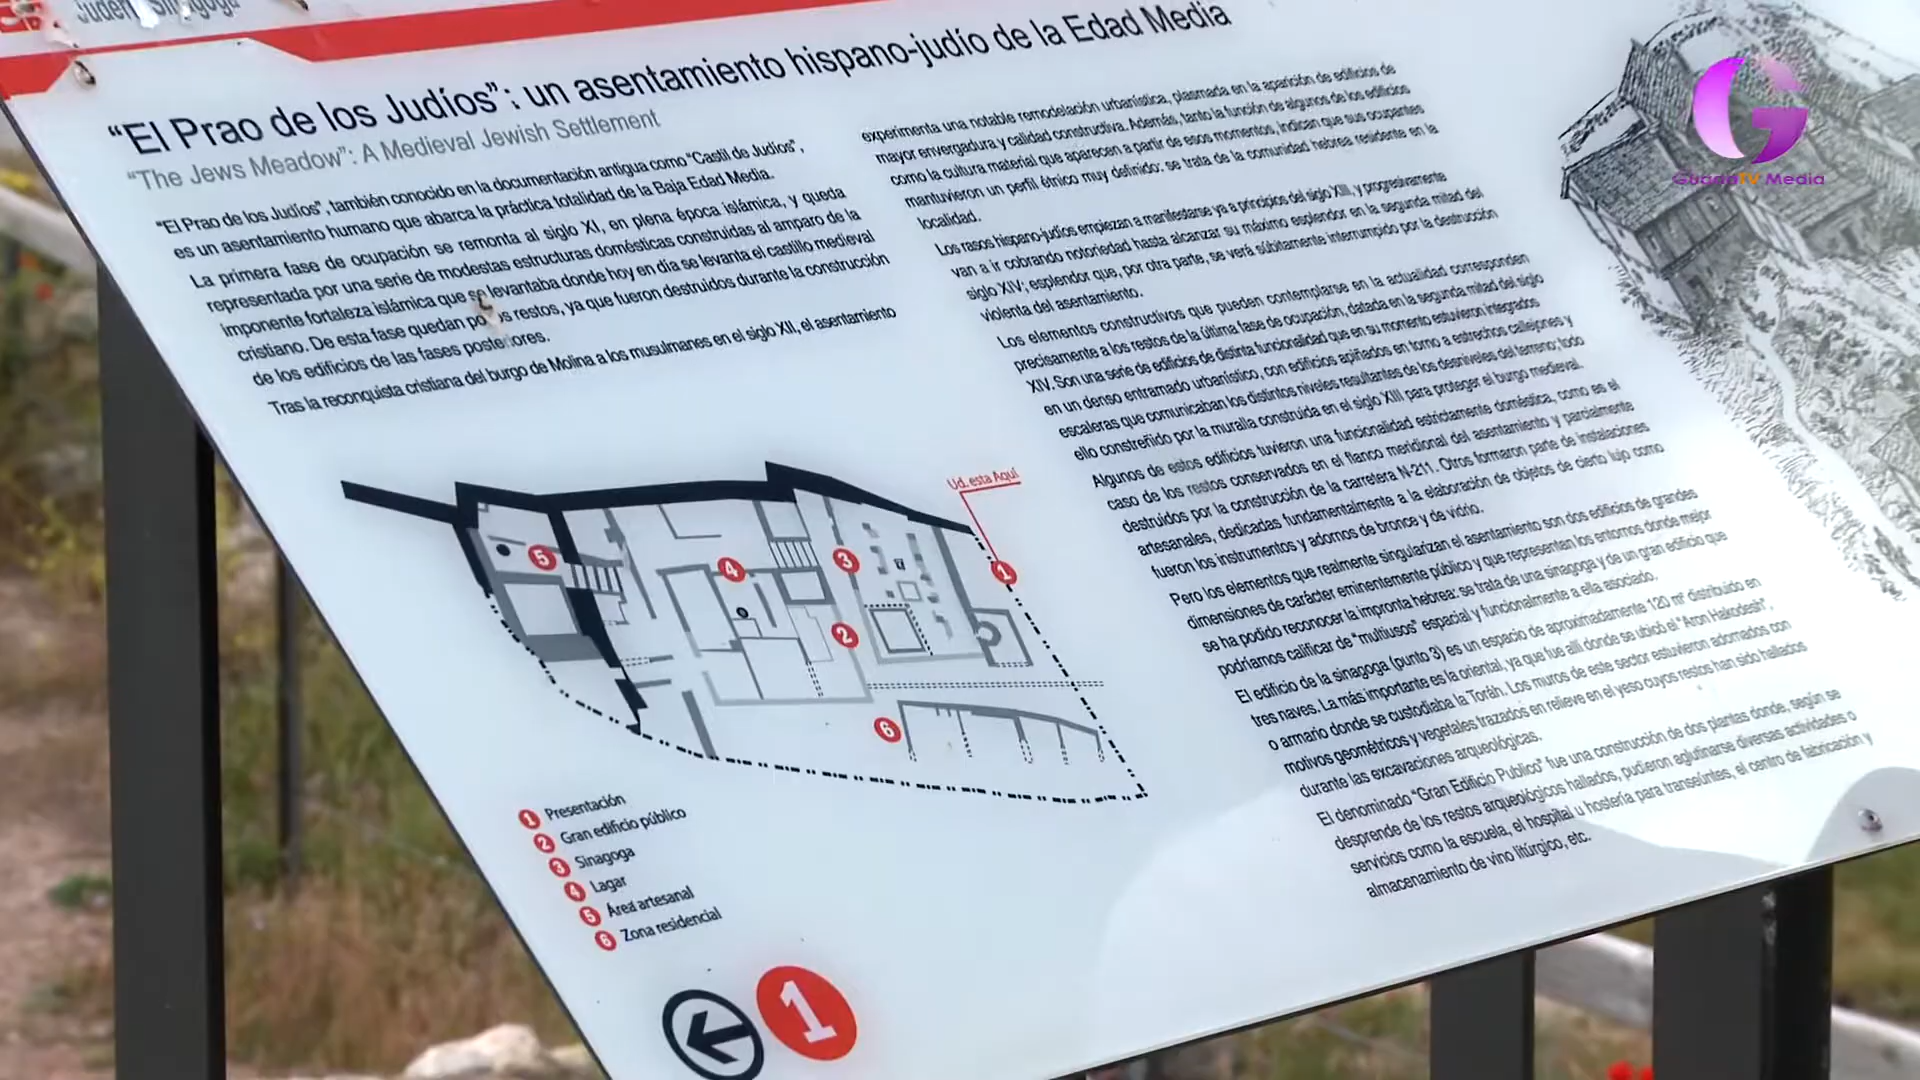 "El Prao de los Judíos": un asentamiento hispano-judío de la Edad Media
"The Jews Meadow": A Medieval Jewish Settlement
"El Prao de los Judíos", también conocido en la documentación antigua como "Castil de Judíos",
es un asentamiento humano que abarca la práctica totalidad de la Baja Edad Media.
La primera fase de ocupación se remonta al siglo XI, en plena época islámica, y queda
representada por una serie de modestas estructuras domésticas construidas al amparo de la
imponente fortaleza islámica que se levantaba donde hoy en día se levanta el castillo medieval
cristiano. De esta fase quedan restos, ya que fueron destruidos durante la construcción
de los edificios de las fases posteriores.
Tras la reconquista cristiana del burgo de Molina a los musulmanes en el siglo XII, el asentamiento
experimenta una notable remodelación urbanística, plasmada en la aparición de edificios de
mayor envergadura y calidad constructiva. Además, tanto la función de algunos de los edificios
como la cultura material que aparecen a partir de esos momentos, indican que sus ocupantes
mantuvieron un perfil étnico muy definido: se trata de la comunidad hebrea residente en la
localidad.
Los rasos hispano-judíos empiezan a manifestarse ya a principios del siglo XIII, y progresivamente
van a ir cobrando notoriedad hasta alcanzar su máximo esplendor en la segunda mitad del
siglo XIV; esplendor que, por otra parte, se verá súbitamente interrumpido por la destrucción
violenta del asentamiento.
Los elementos constructivos que pueden contemplarse en la actualidad corresponden
precisamente a los restos de la última fase de ocupación, datada en la segunda mitad del siglo
XIV. Son una serie de edificios de distinta funcionalidad que en su momento estuvieron integrados
en un denso entramado urbanístico, con edificios apiñados en torno a estrechos callejones y
escaleras que comunicaban los distintos niveles resultantes de los desniveles del terreno; todo
ello constreñido por la muralla construida en el siglo XIII para proteger el burgo medieval.
Algunos de estos edificios tuvieron una funcionalidad estrictamente doméstica, como es el
caso de los restos conservados en el flanco meridional del asentamiento y parcialmente
destruidos por la construcción de la carretera N-211. Otros formaron parte de instalaciones
artesanales, dedicadas fundamentalmente a la elaboración de objetos de cierto lujo como
fueron los instrumentos y adornos de bronce y de vidrio.
Pero los elementos que realmente singularizan el asentamiento son dos edificios de grandes
dimensiones de carácter eminentemente público y que representan los entornos donde mejor
se ha podido reconocer la impronta hebrea: se trata de una sinagoga y de un gran edificio que
podríamos calificar de "multiusos" espacial y funcionalmente a ella asociado.
El edificio de la sinagoga (punto 3) es un espacio de aproximadamente 120 m² distribuido en
tres naves. La más importante es la oriental, ya que fue allí donde se ubicó el "Aron Hakodesh",
o armario donde se custodiaba la Toráh. Los muros de este sector estuvieron adornados con
motivos geométricos y vegetales trazados en relieve en el yeso cuyos restos han sido hallados
durante las excavaciones arqueológicas.
El denominado "Gran Edificio Publico" fue una construcción de dos plantas donde, según se
desprende de los restos arqueológicos hallados, pudieron aglutinarse diversas actividades o
servicios como la escuela, el hospital u hostería para transeúntes, el centro de fabricación y
almacenamiento de vino litúrgico, etc.
Ud. esta Aquí
5
4
3
1
2
6
1 Presentación
2 Gran edificio público
3 Sinagoga
4 Lagar
5 Área artesanal
6 Zona residencial
1
GuadaTV Media